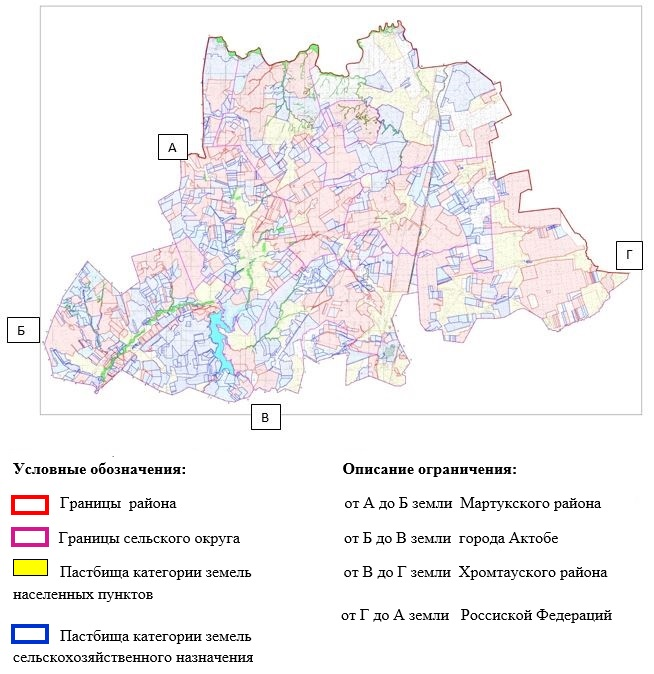 А
Г
Б
В
Условные обозначения:
Границы района
Границы сельского округа
Пастбища категории земель
населенных пунктов
Пастбища категории земель
сельскохозяйственного назначения
Описание ограничения:
от А до Б земли Мартукского района
от Б до В земли города Актобе
от В до Г земли Хромтауского района
от Г до А земли Россиской Федераций